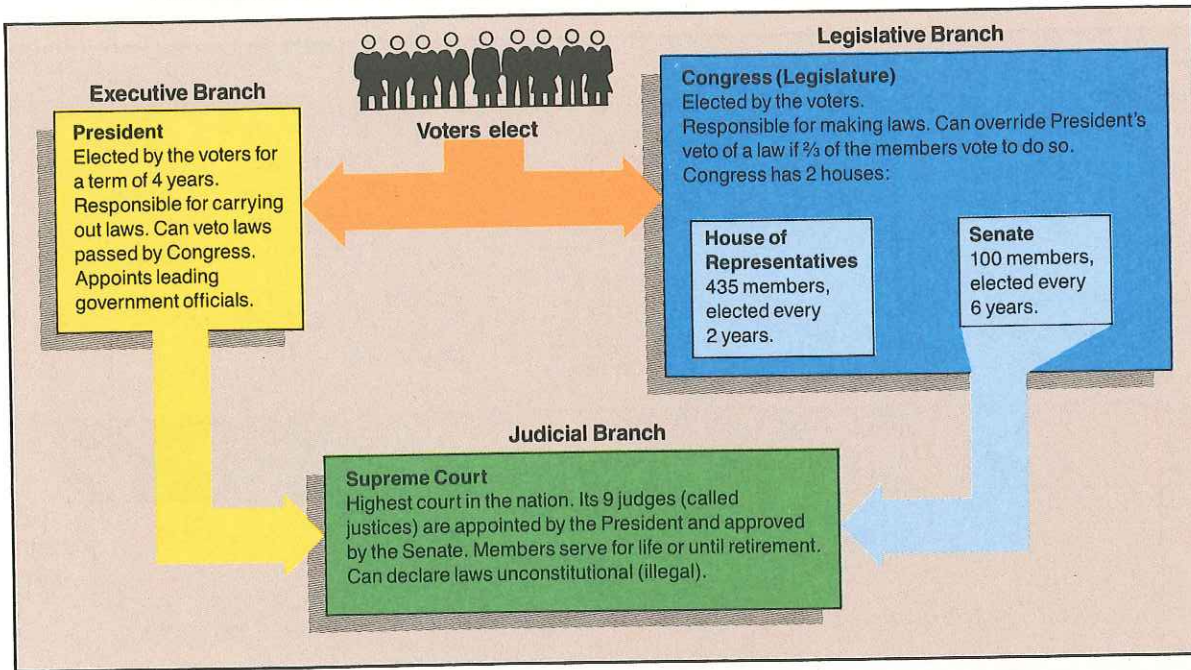 Legislative Branch
Executive Branch
Voters elect
President
Elected by the voters for
a term of 4 years.
Responsible for carrying
out laws. Can veto laws
passed by Congress.
Appoints leading
government officials.
Congress (Legislature)
Elected by the voters.
Responsible for making laws. Can override President's
veto of a law if ⅔ of the members vote to do so.
Congress has 2 houses:
House of
Representatives
435 members,
elected every
2 years.
Senate
100 members,
elected every
6 years.
Judicial Branch
Supreme Court
Highest court in the nation. Its 9 judges (called
justices) are appointed by the President and approved
by the Senate. Members serve for life or until retirement.
Can declare laws unconstitutional (illegal).